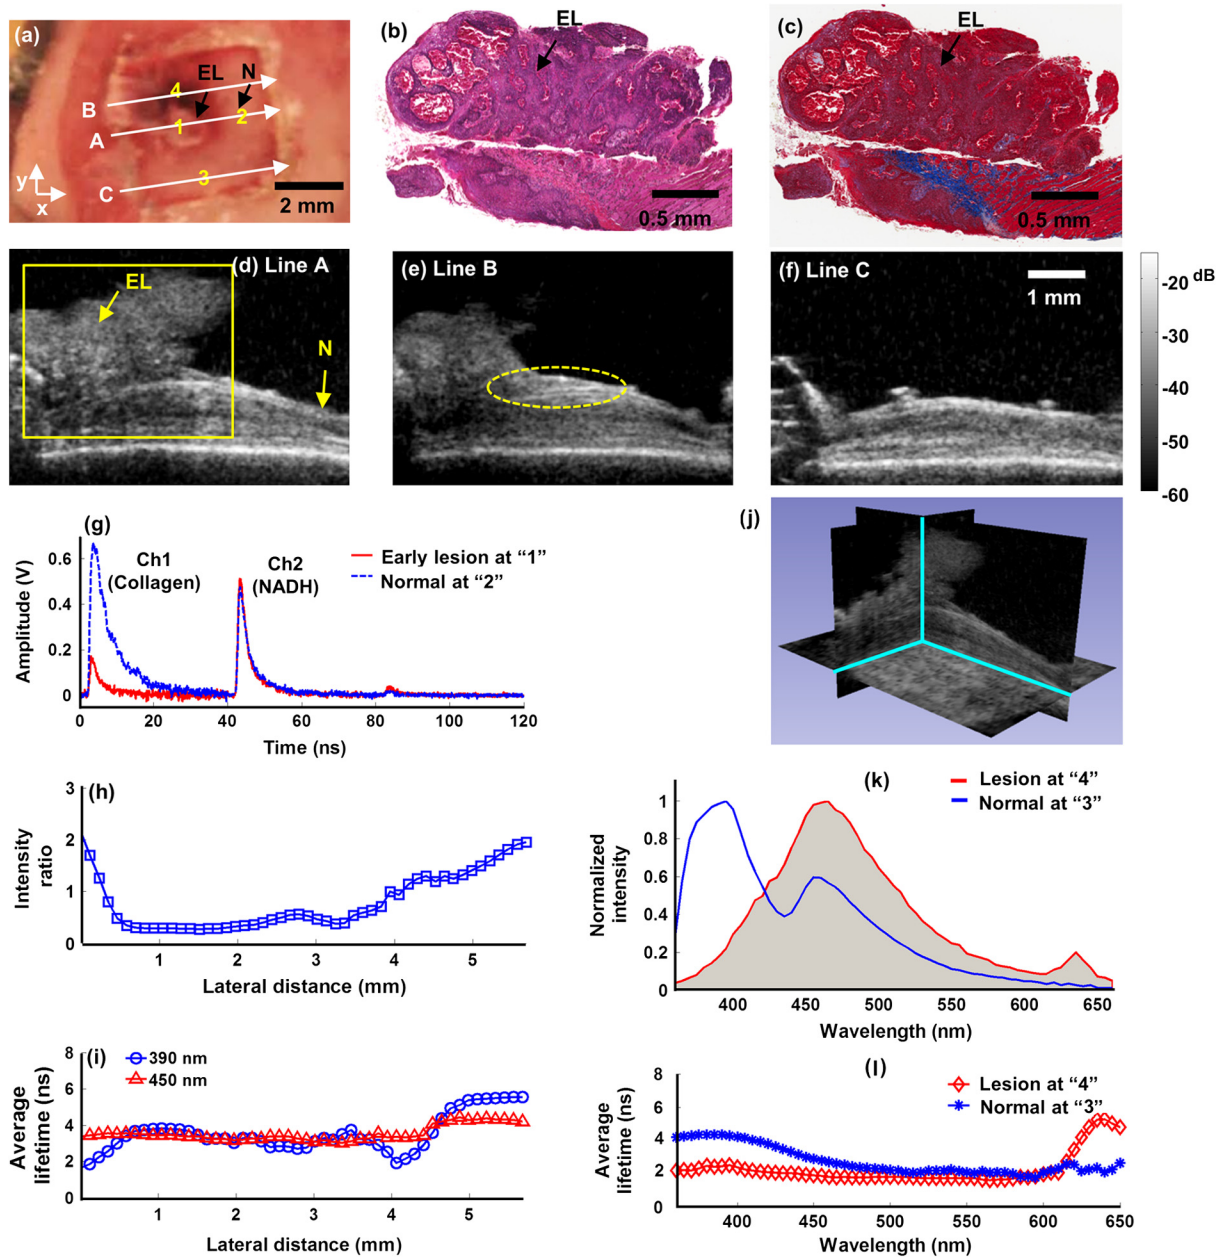 (a)
EL
N
4
B
1
2
A
C
3
y
x
2 mm
(b)
EL
0.5 mm
(c)
EL
0.5 mm
(d) Line A
EL
N
(e) Line B
(f) Line C
1 mm
dB
-20
-30
-40
-50
-60
(g)
Amplitude (V)
0.6
0.4
0.2
0
Ch1
(Collagen)
Ch2
(NADH)
Early lesion at “1”
Normal at “2”
0 20 40 60 80 100 120
Time (ns)
(j)
(h)
Intensity
ratio
3
2
1
0
1 2 3 4 5
Lateral distance (mm)
(k)
Lesion at “4”
Normal at “3”
Normalized
intensity
1
0.8
0.6
0.4
0.2
0
400 450 500 550 600 650
Wavelength (nm)
(i)
390 nm
450 nm
Average
lifetime (ns)
8
6
4
2
0
1 2 3 4 5
Lateral distance (mm)
(l)
Lesion at “4”
Normal at “3”
Average
lifetime (ns)
8
6
4
2
0
400 450 500 550 600 650
Wavelength (nm)